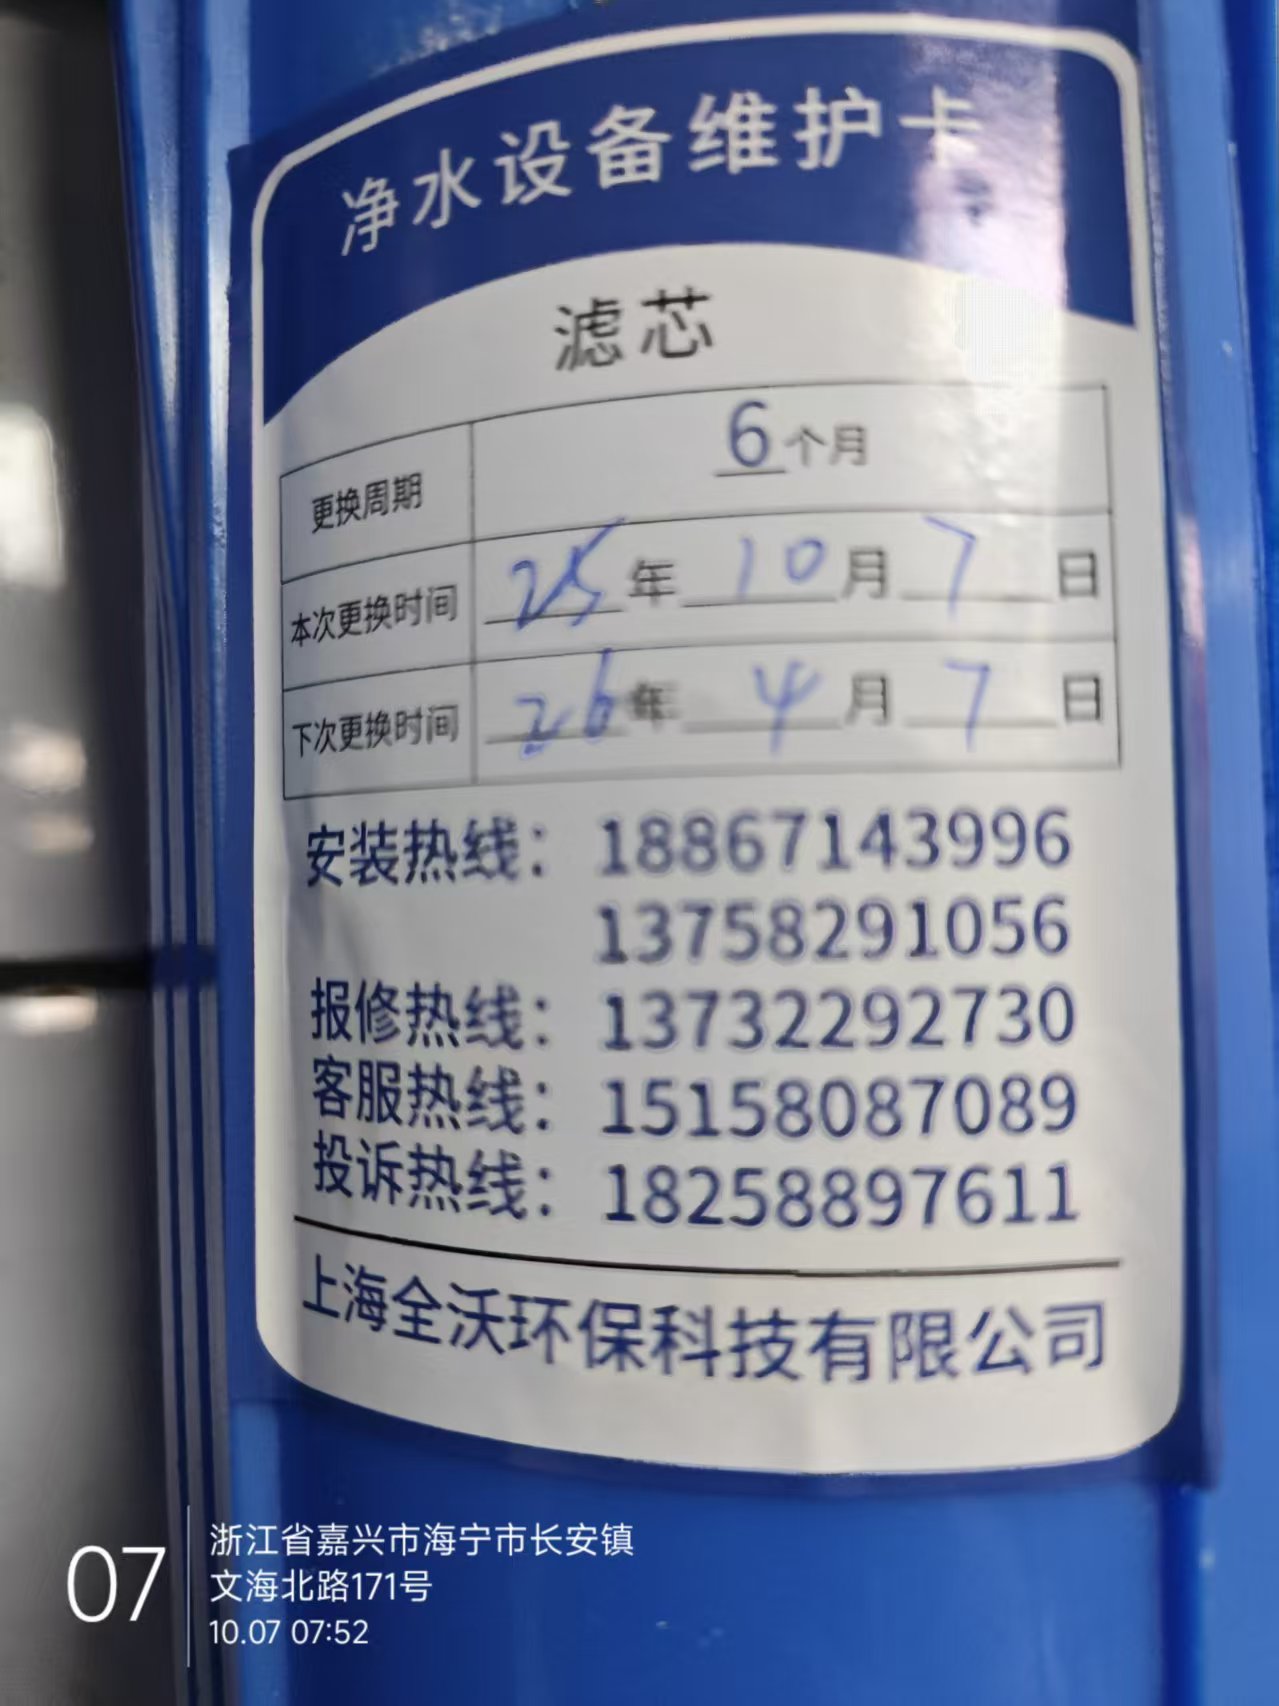 净水设备维护卡
滤芯
更换周期 6个月
本次更换时间 25年10月7日
下次更换时间 26年4月7日
安装热线：18867143996
13758291056
报修热线：13732292730
客服热线：15158087089
投诉热线：18258897611
上海全沃环保科技有限公司
07
浙江省嘉兴市海宁市长安镇
文海北路171号
10.07 07:52